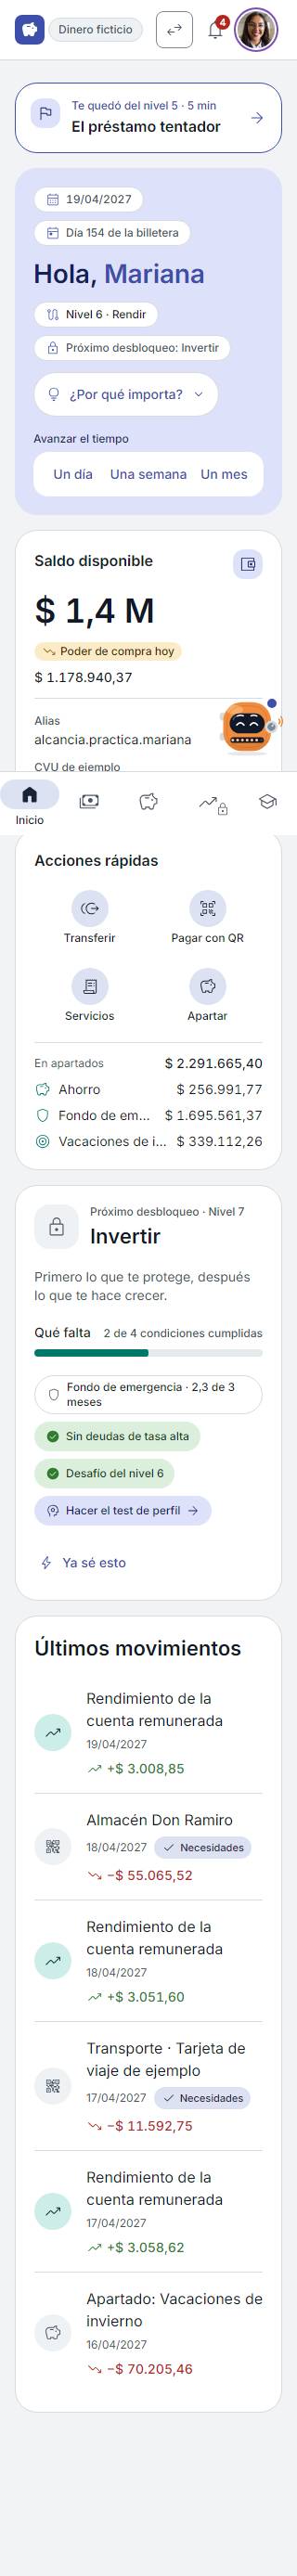 Dinero ficticio
4
Te quedó del nivel 5 · 5 min
El préstamo tentador
19/04/2027
Día 154 de la billetera
Hola, Mariana
Nivel 6 · Rendir
Próximo desbloqueo: Invertir
¿Por qué importa?
Avanzar el tiempo
Un día Una semana Un mes
Saldo disponible
$ 1,4 M
Poder de compra hoy
$ 1.178.940,37
Alias
alcancia.practica.mariana
CVU de ejemplo
Inicio
Acciones rápidas
Transferir Pagar con QR
Servicios Apartar
En apartados $ 2.291.665,40
Ahorro $ 256.991,77
Fondo de em... $ 1.695.561,37
Vacaciones de i... $ 339.112,26
Próximo desbloqueo · Nivel 7
Invertir
Primero lo que te protege, después
lo que te hace crecer.
Qué falta 2 de 4 condiciones cumplidas
Fondo de emergencia · 2,3 de 3
meses
Sin deudas de tasa alta
Desafío del nivel 6
Hacer el test de perfil
Ya sé esto
Últimos movimientos
Rendimiento de la
cuenta remunerada
19/04/2027
+$ 3.008,85
Almacén Don Ramiro
18/04/2027 Necesidades
−$ 55.065,52
Rendimiento de la
cuenta remunerada
18/04/2027
+$ 3.051,60
Transporte · Tarjeta de
viaje de ejemplo
17/04/2027 Necesidades
−$ 11.592,75
Rendimiento de la
cuenta remunerada
17/04/2027
+$ 3.058,62
Apartado: Vacaciones de
invierno
16/04/2027
−$ 70.205,46